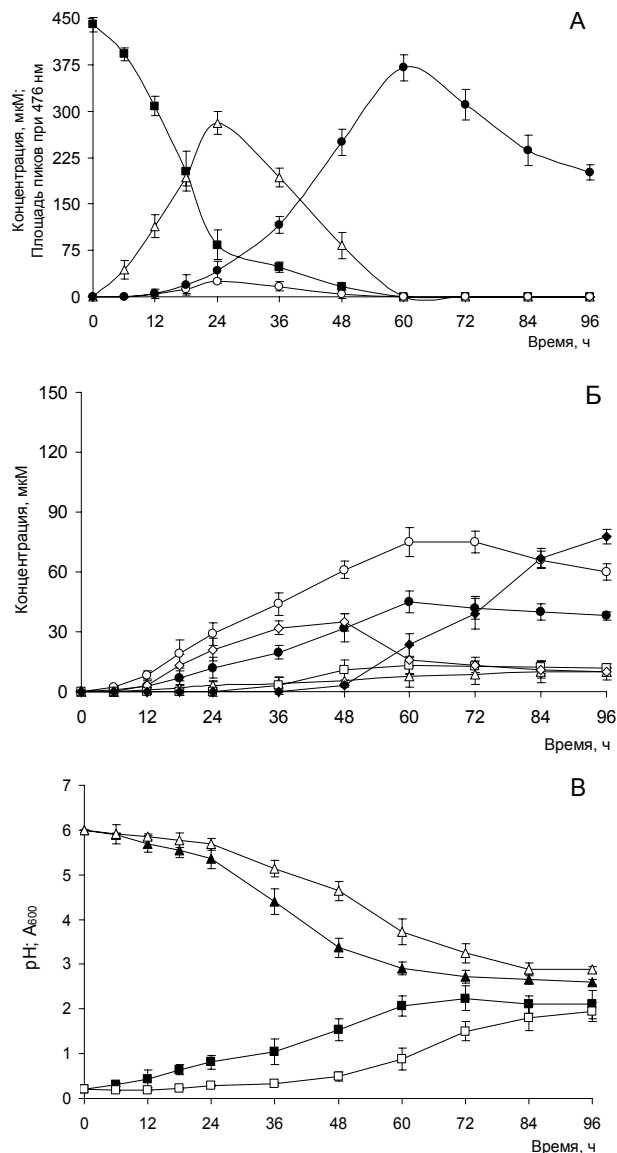 А
Концентрация, мкМ;
Площадь пиков при 476 нм
450
375
300
225
150
75
0
0 12 24 36 48 60 72 84 96
Время, ч
Б
Концентрация, мкМ
150
120
90
60
30
0
0 12 24 36 48 60 72 84 96
Время, ч
В
pH; A600
7
6
5
4
3
2
1
0
0 12 24 36 48 60 72 84 96
Время, ч